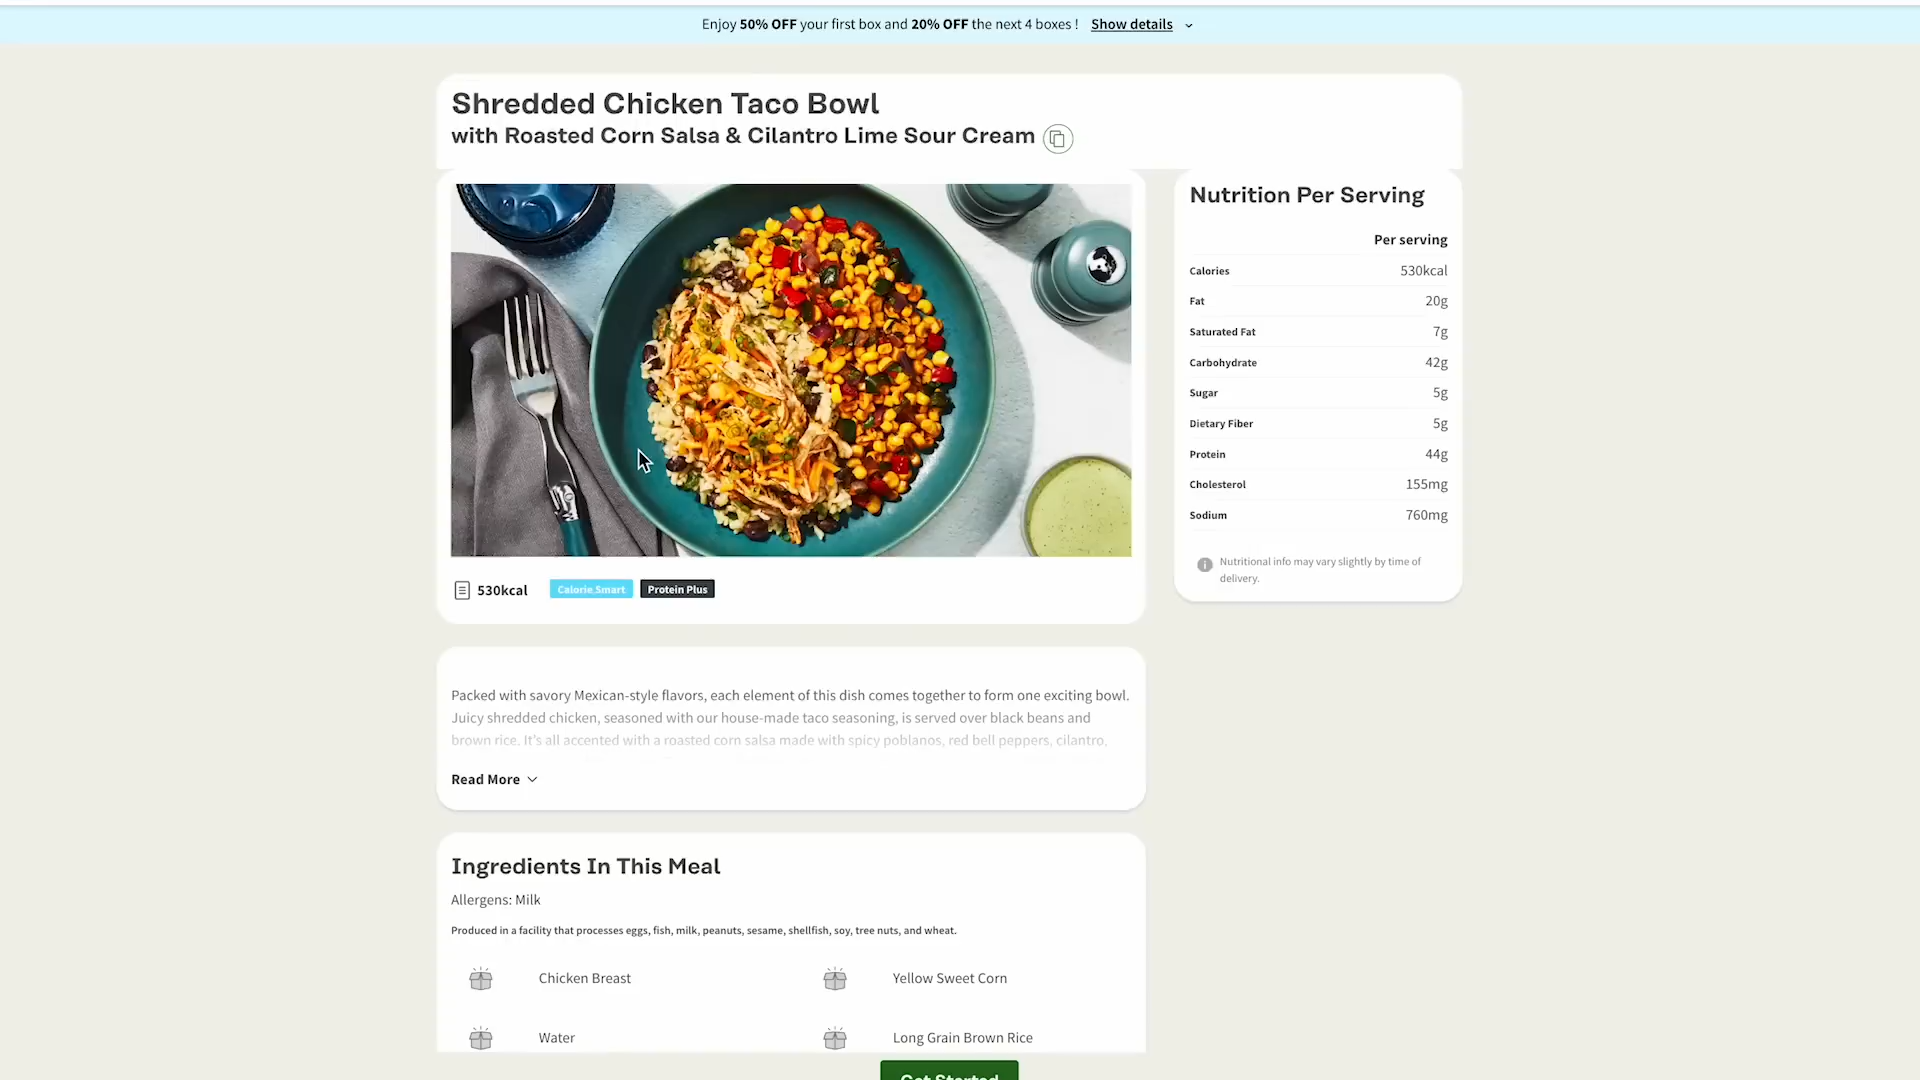 Enjoy 50% OFF your first box and 20% OFF the next 4 boxes ! Show details
Shredded Chicken Taco Bowl
with Roasted Corn Salsa & Cilantro Lime Sour Cream
530kcal
Calorie Smart
Protein Plus
Nutrition Per Serving
Per serving
Calories 530kcal
Fat 20g
Saturated Fat 7g
Carbohydrate 42g
Sugar 5g
Dietary Fiber 5g
Protein 44g
Cholesterol 155mg
Sodium 760mg
Nutritional info may vary slightly by time of
delivery.
Packed with savory Mexican-style flavors, each element of this dish comes together to form one exciting bowl.
Juicy shredded chicken, seasoned with our house-made taco seasoning, is served over black beans and
brown rice. It's all accented with a roasted corn salsa made with spicy poblanos, red bell peppers, cilantro,
Read More
Ingredients In This Meal
Allergens: Milk
Produced in a facility that processes eggs, fish, milk, peanuts, sesame, shellfish, soy, tree nuts, and wheat.
Chicken Breast
Yellow Sweet Corn
Water
Long Grain Brown Rice
Get Started